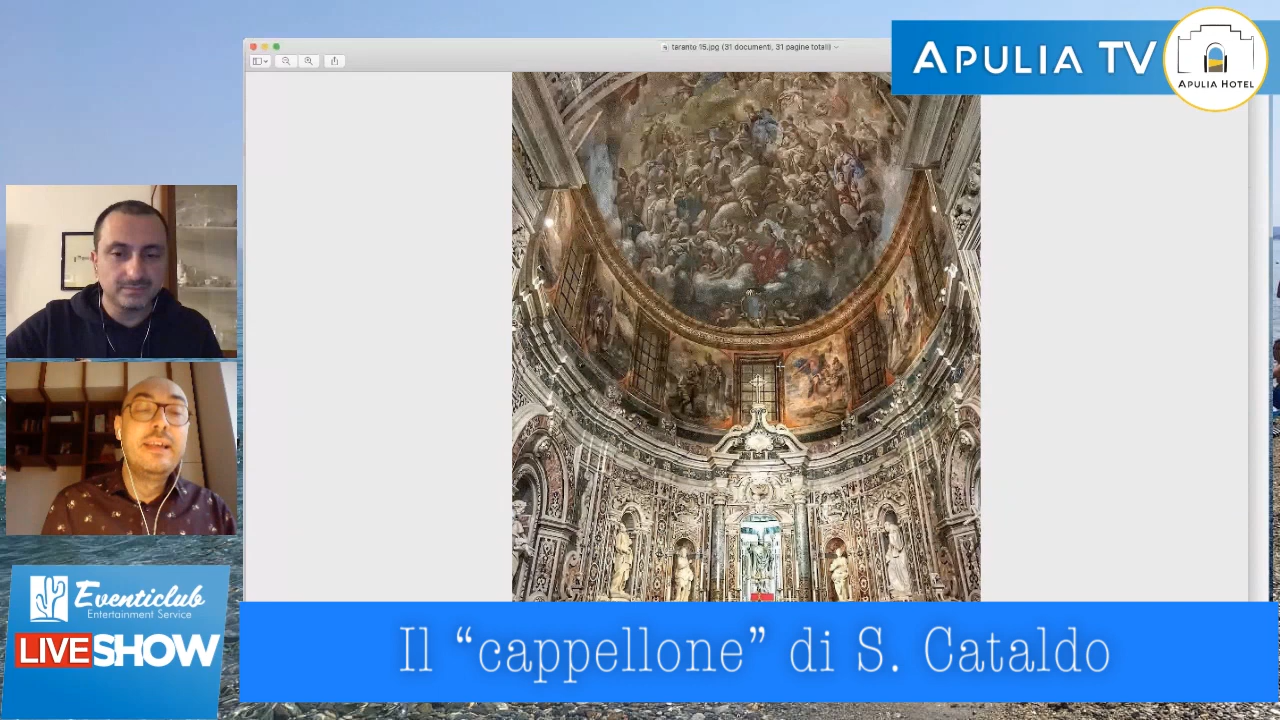 taranto 15.jpg (31 documenti, 31 pagine totali)
APULIA TV
APULIA HOTEL
Eventiclub
Entertainment Service
LIVE SHOW
Il “cappellone” di S. Cataldo